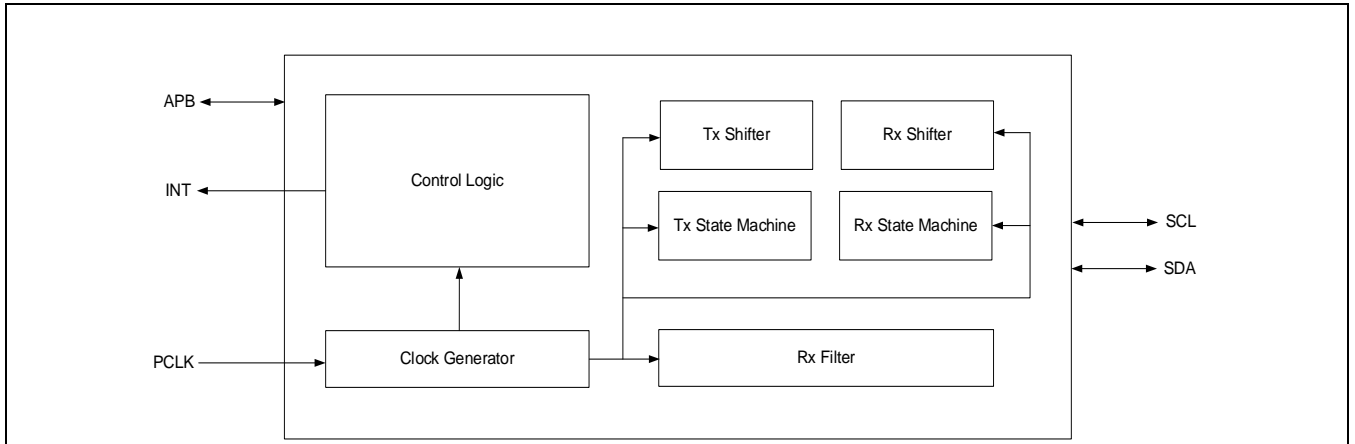 APB
INT
PCLK
Control Logic
Clock Generator
Tx Shifter
Rx Shifter
Tx State Machine
Rx State Machine
Rx Filter
SCL
SDA